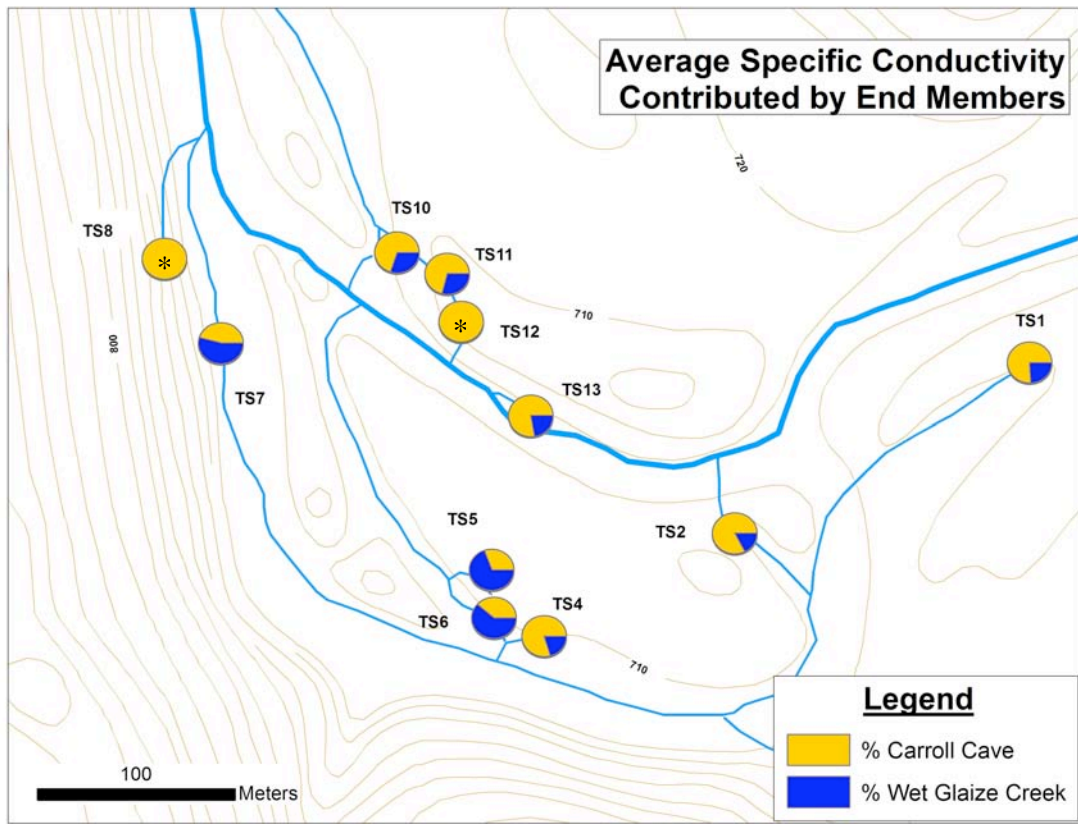 Average Specific Conductivity
Contributed by End Members
720
TS10
TS8
TS11
*
710
TS12
*
TS1
800
TS13
TS7
TS5
TS2
TS6
TS4
710
Legend
% Carroll Cave
% Wet Glaize Creek
100
Meters